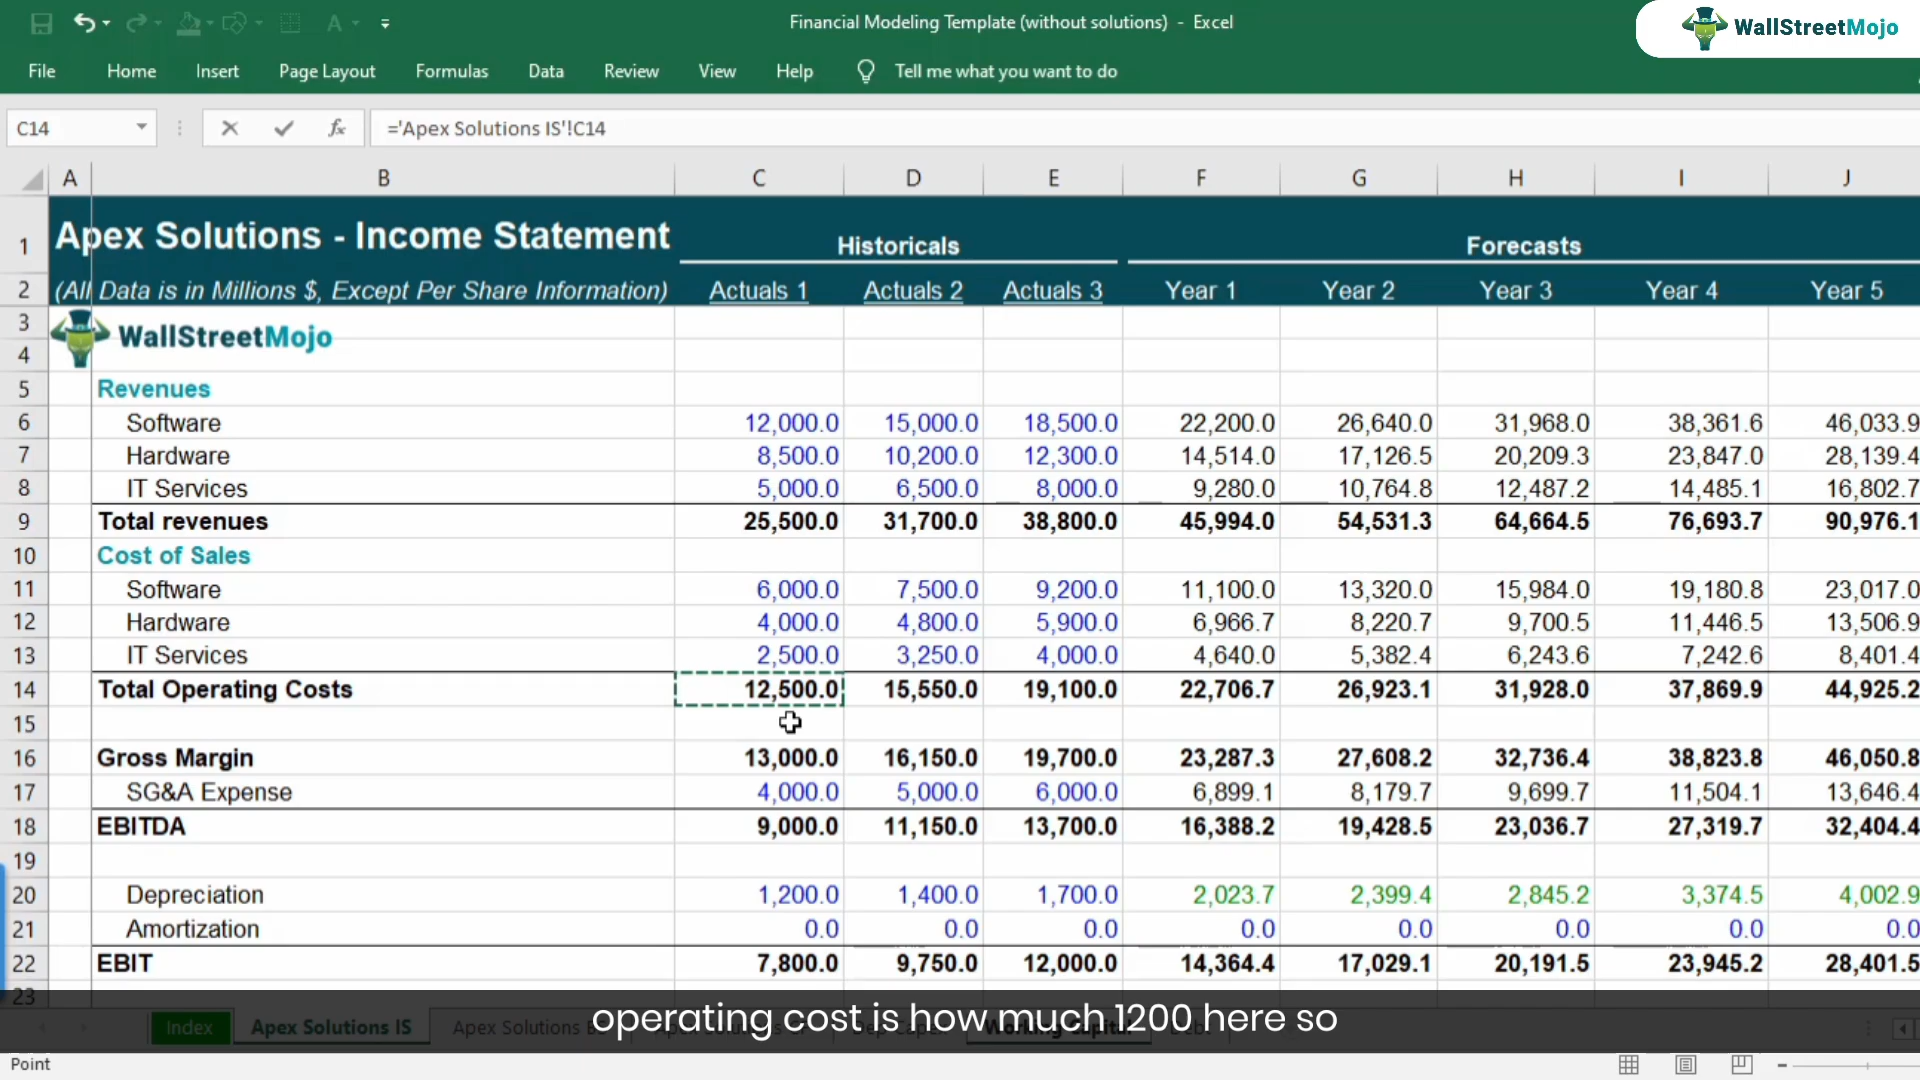 Financial Modeling Template (without solutions) - Excel
WallStreetMojo
File Home Insert Page Layout Formulas Data Review View Help Tell me what you want to do
C14 fx ='Apex Solutions IS'!C14
A B C D E F G H I J
1 Apex Solutions - Income Statement Historicals Forecasts
2 (All Data is in Millions $, Except Per Share Information) Actuals 1 Actuals 2 Actuals 3 Year 1 Year 2 Year 3 Year 4 Year 5
3
WallStreetMojo
4
5 Revenues
6 Software 12,000.0 15,000.0 18,500.0 22,200.0 26,640.0 31,968.0 38,361.6 46,033.9
7 Hardware 8,500.0 10,200.0 12,300.0 14,514.0 17,126.5 20,209.3 23,847.0 28,139.4
8 IT Services 5,000.0 6,500.0 8,000.0 9,280.0 10,764.8 12,487.2 14,485.1 16,802.7
9 Total revenues 25,500.0 31,700.0 38,800.0 45,994.0 54,531.3 64,664.5 76,693.7 90,976.1
10 Cost of Sales
11 Software 6,000.0 7,500.0 9,200.0 11,100.0 13,320.0 15,984.0 19,180.8 23,017.0
12 Hardware 4,000.0 4,800.0 5,900.0 6,966.7 8,220.7 9,700.5 11,446.5 13,506.9
13 IT Services 2,500.0 3,250.0 4,000.0 4,640.0 5,382.4 6,243.6 7,242.6 8,401.4
14 Total Operating Costs 12,500.0 15,550.0 19,100.0 22,706.7 26,923.1 31,928.0 37,869.9 44,925.2
15
16 Gross Margin 13,000.0 16,150.0 19,700.0 23,287.3 27,608.2 32,736.4 38,823.8 46,050.8
17 SG&A Expense 4,000.0 5,000.0 6,000.0 6,899.1 8,179.7 9,699.7 11,504.1 13,646.4
18 EBITDA 9,000.0 11,150.0 13,700.0 16,388.2 19,428.5 23,036.7 27,319.7 32,404.4
19
20 Depreciation 1,200.0 1,400.0 1,700.0 2,023.7 2,399.4 2,845.2 3,374.5 4,002.9
21 Amortization 0.0 0.0 0.0 0.0 0.0 0.0 0.0 0.0
22 EBIT 7,800.0 9,750.0 12,000.0 14,364.4 17,029.1 20,191.5 23,945.2 28,401.5
23
operating cost is how much 1200 here so
Index Apex Solutions IS Apex Solutions
Point